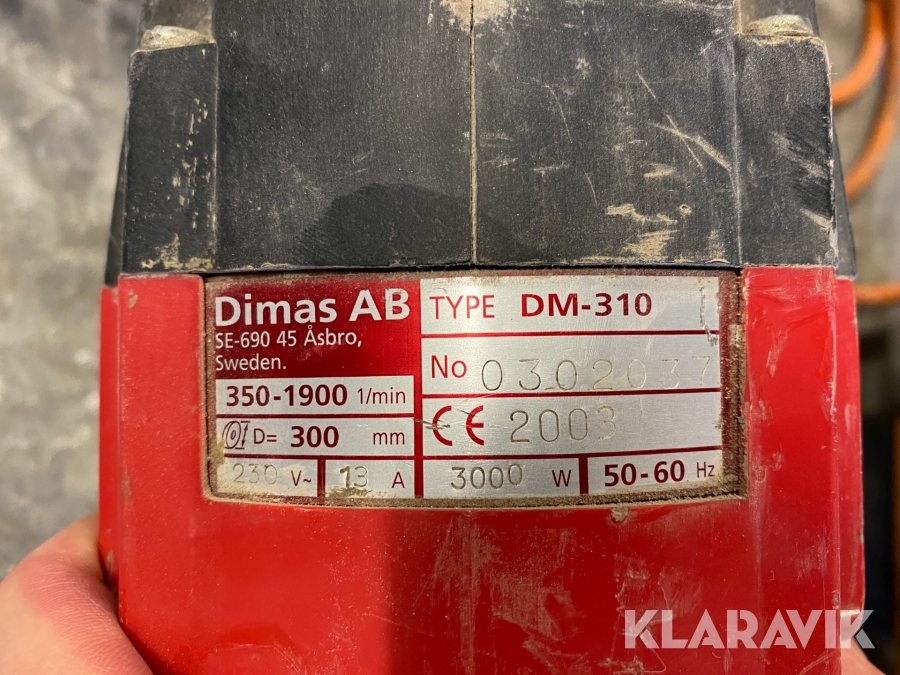 Dimas AB
SE-690 45 Åsbro,
Sweden.
350-1900 1/min
D= 300 mm
230 V~ 13 A
TYPE DM-310
No 0302037
CE 2003
3000 W 50-60 Hz
KLARAVIK